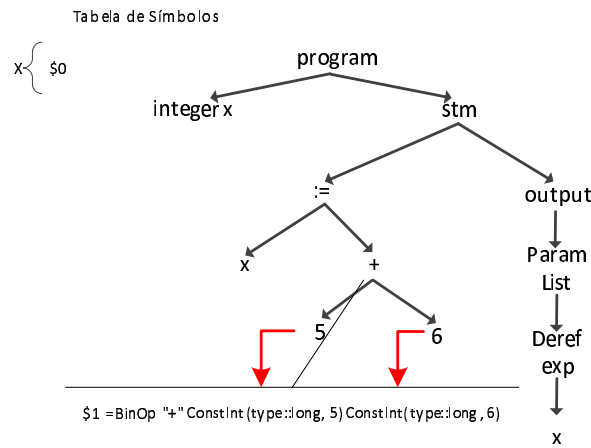 Tabela de Símbolos
x { $0
program
integer x
stm
:=
output
x
+
Param
List
5
6
Deref
exp
$1 =BinOp "+" ConstInt(type::long, 5) ConstInt(type::long, 6)
x